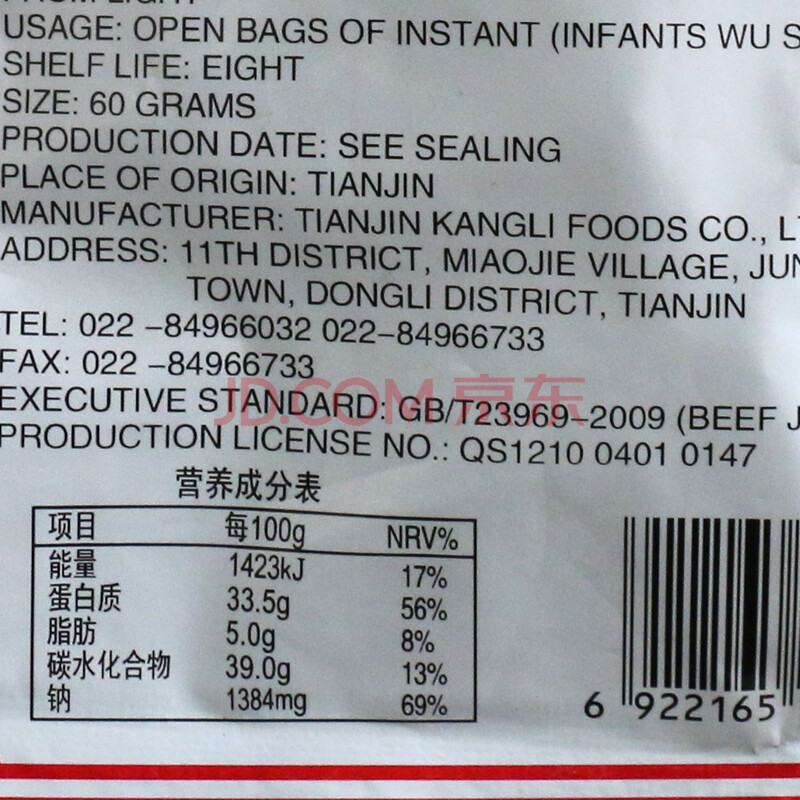 USAGE: OPEN BAGS OF INSTANT (INFANTS WU S
SHELF LIFE: EIGHT
SIZE: 60 GRAMS
PRODUCTION DATE: SEE SEALING
PLACE OF ORIGIN: TIANJIN
MANUFACTURER: TIANJIN KANGLI FOODS CO., LT
ADDRESS: 11TH DISTRICT, MIAOJIE VILLAGE, JUN
TOWN, DONGLI DISTRICT, TIANJIN
TEL: 022 –84966032 022–84966733
FAX: 022 –84966733
JD.COM 京东
EXECUTIVE STANDARD: GB/T23969–2009 (BEEF J
PRODUCTION LICENSE NO.: QS1210 0401 0147
营养成分表
项目 每100g NRV%
能量 1423kJ 17%
蛋白质 33.5g 56%
脂肪 5.0g 8%
碳水化合物 39.0g 13%
钠 1384mg 69%
6 922165